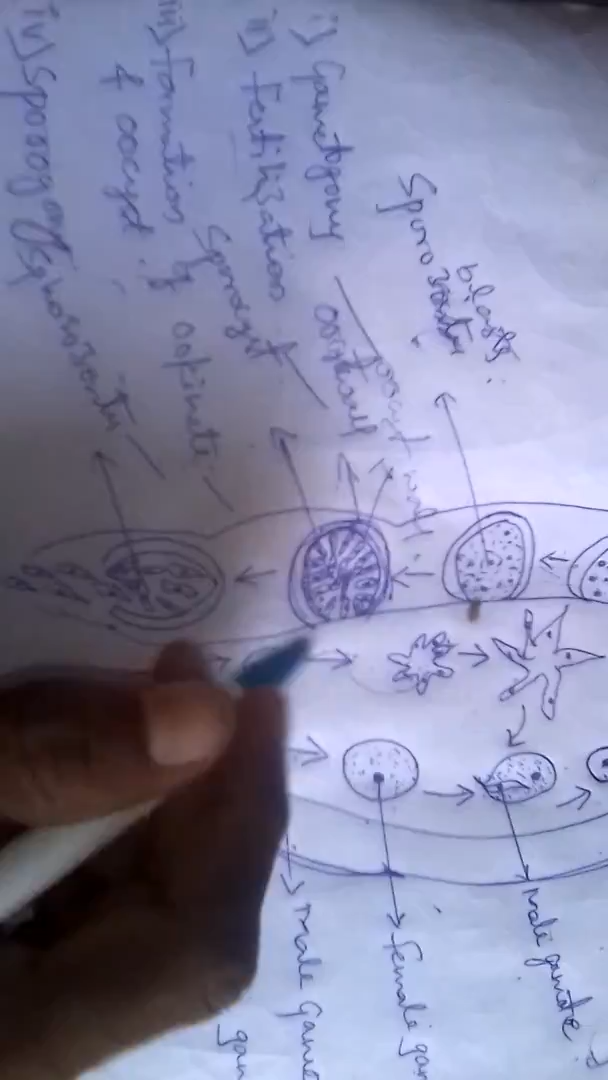 i) Gametogony
ii) Fertilization
iii) Formation of ookinete
& oocyst.
iv) Sporogony / sporozoites
Sporozoites
blasts
oocyst wall
Male gamete
female gam
Male game
gam